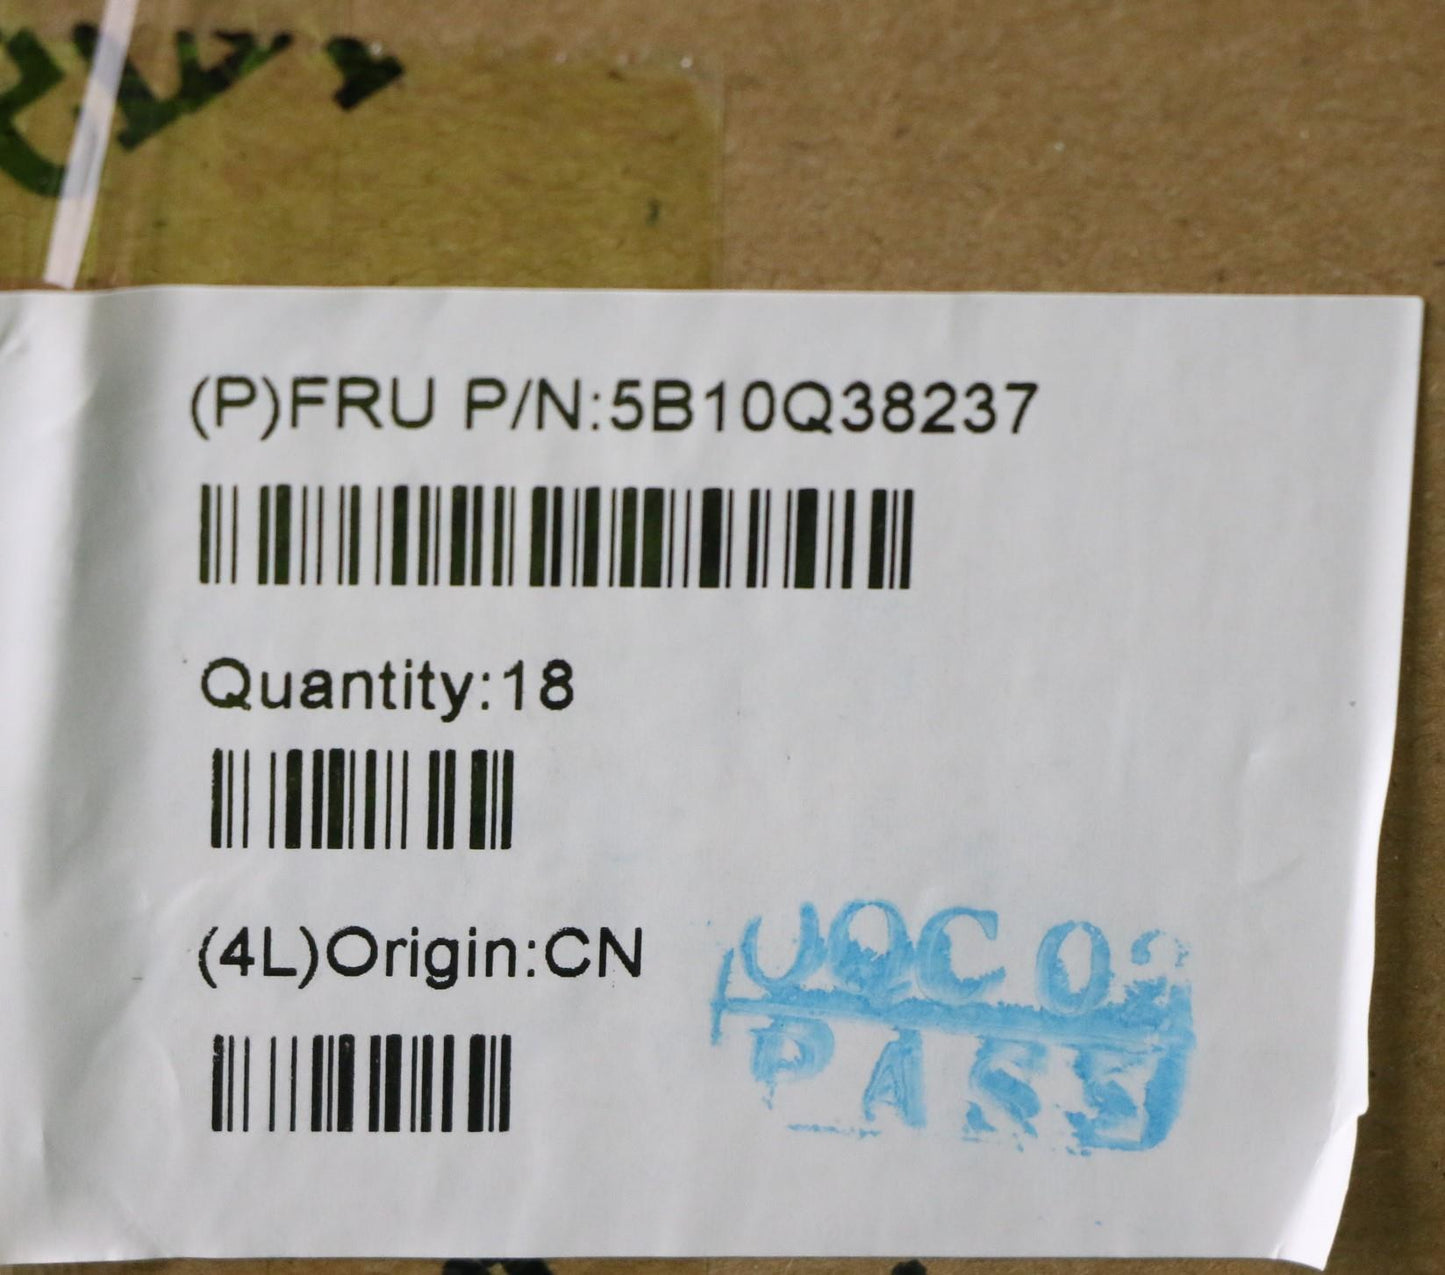 (P)FRU P/N:5B10Q38237
Quantity:18
(4L)Origin:CN
PASS